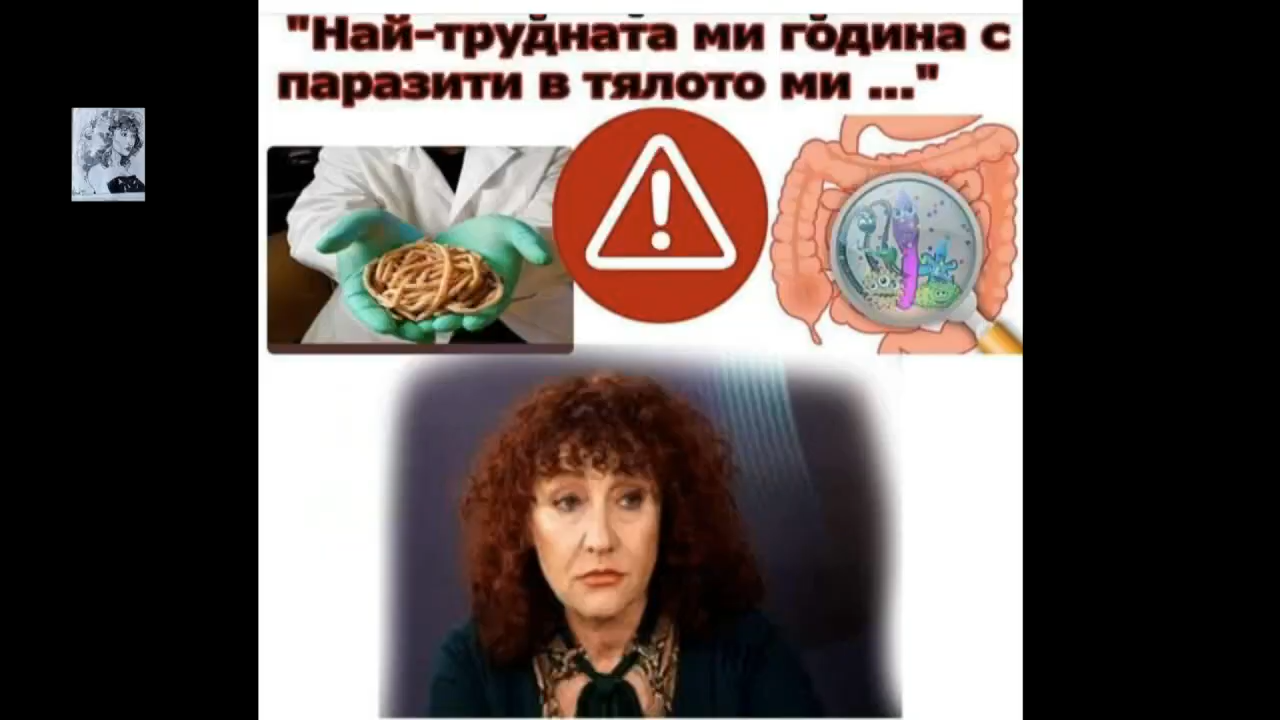 "Най-трудната ми година с
паразити в тялото ми ..."